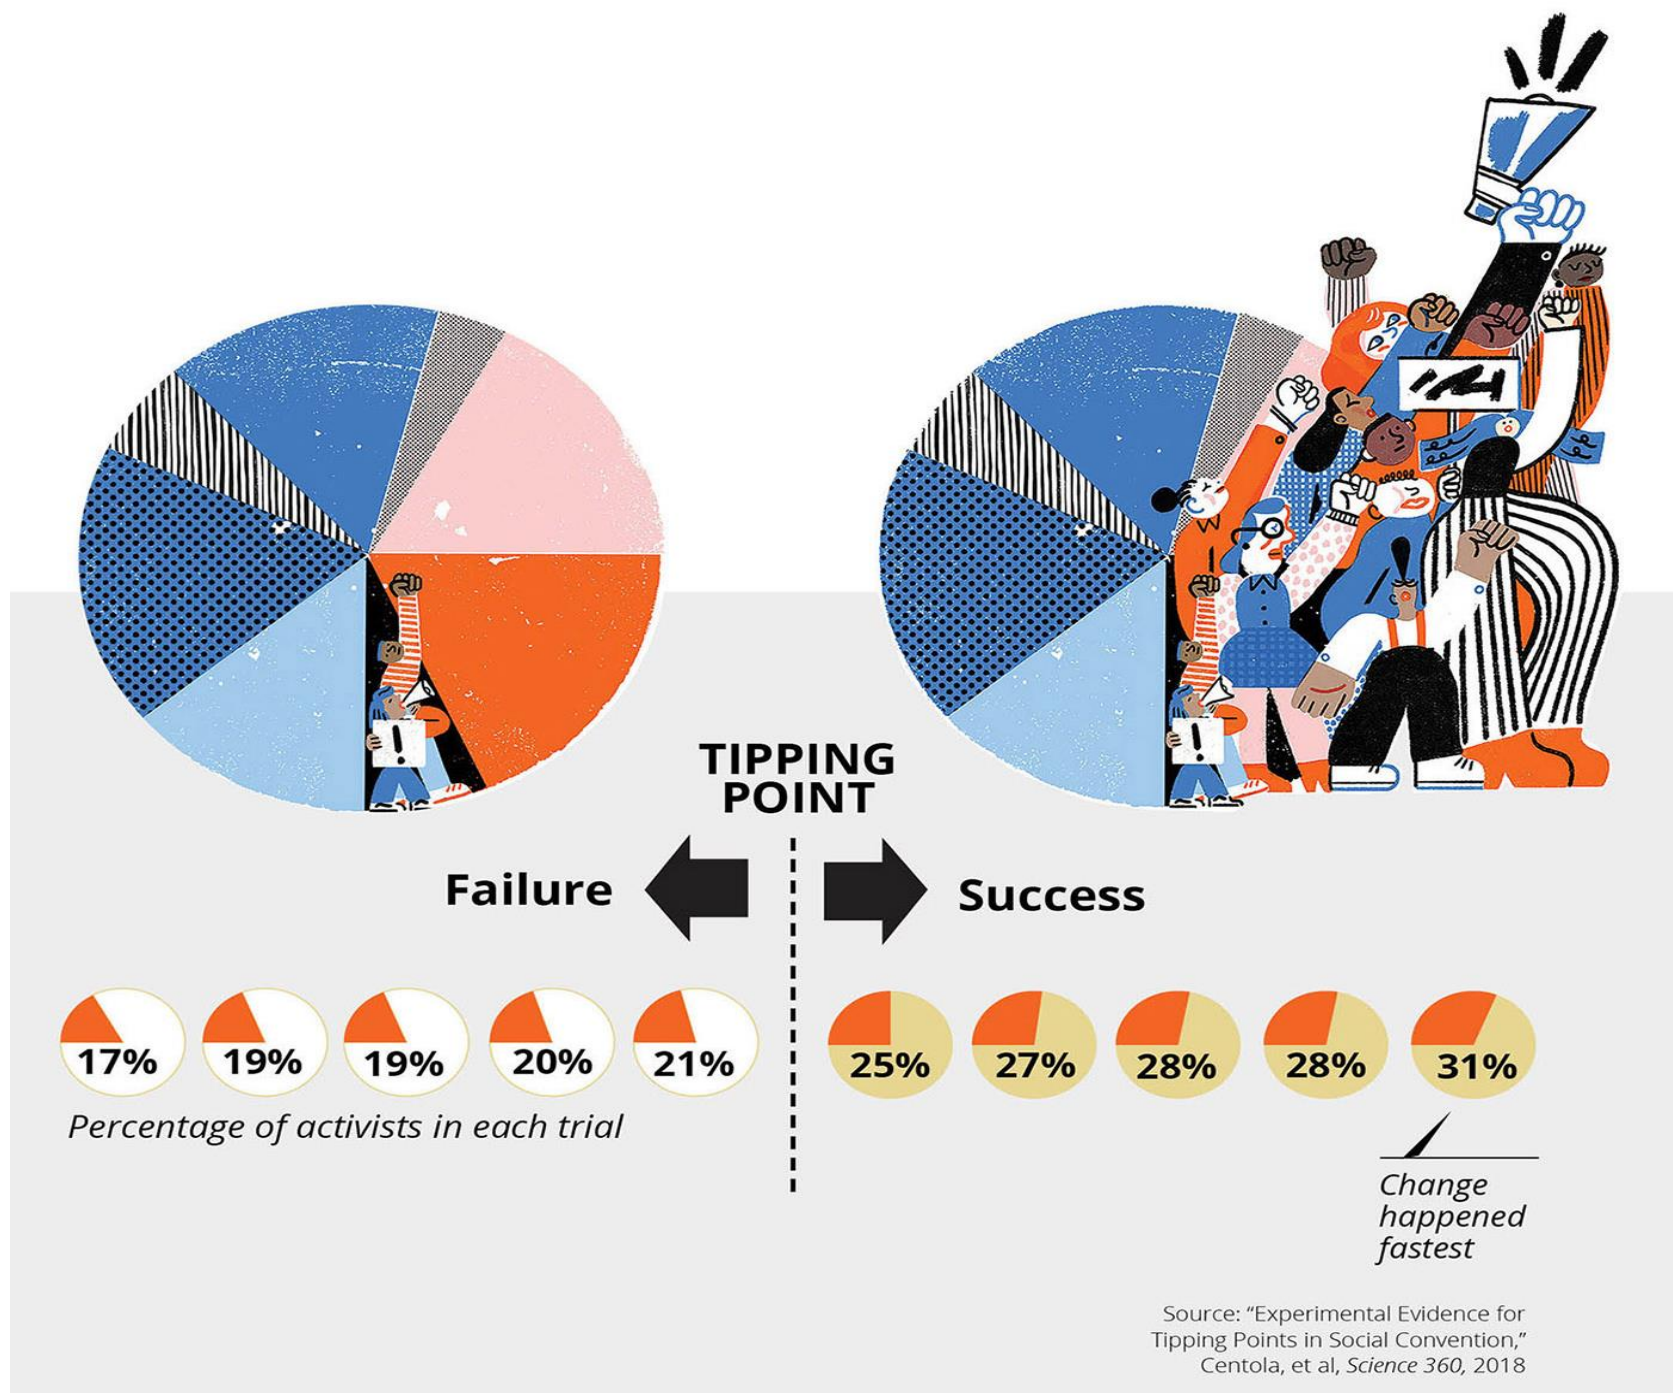 !
!
TIPPING
POINT
Failure
Success
17%
19%
19%
20%
21%
25%
27%
28%
28%
31%
Percentage of activists in each trial
Change
happened
fastest
Source: “Experimental Evidence for
Tipping Points in Social Convention,”
Centola, et al, Science 360, 2018